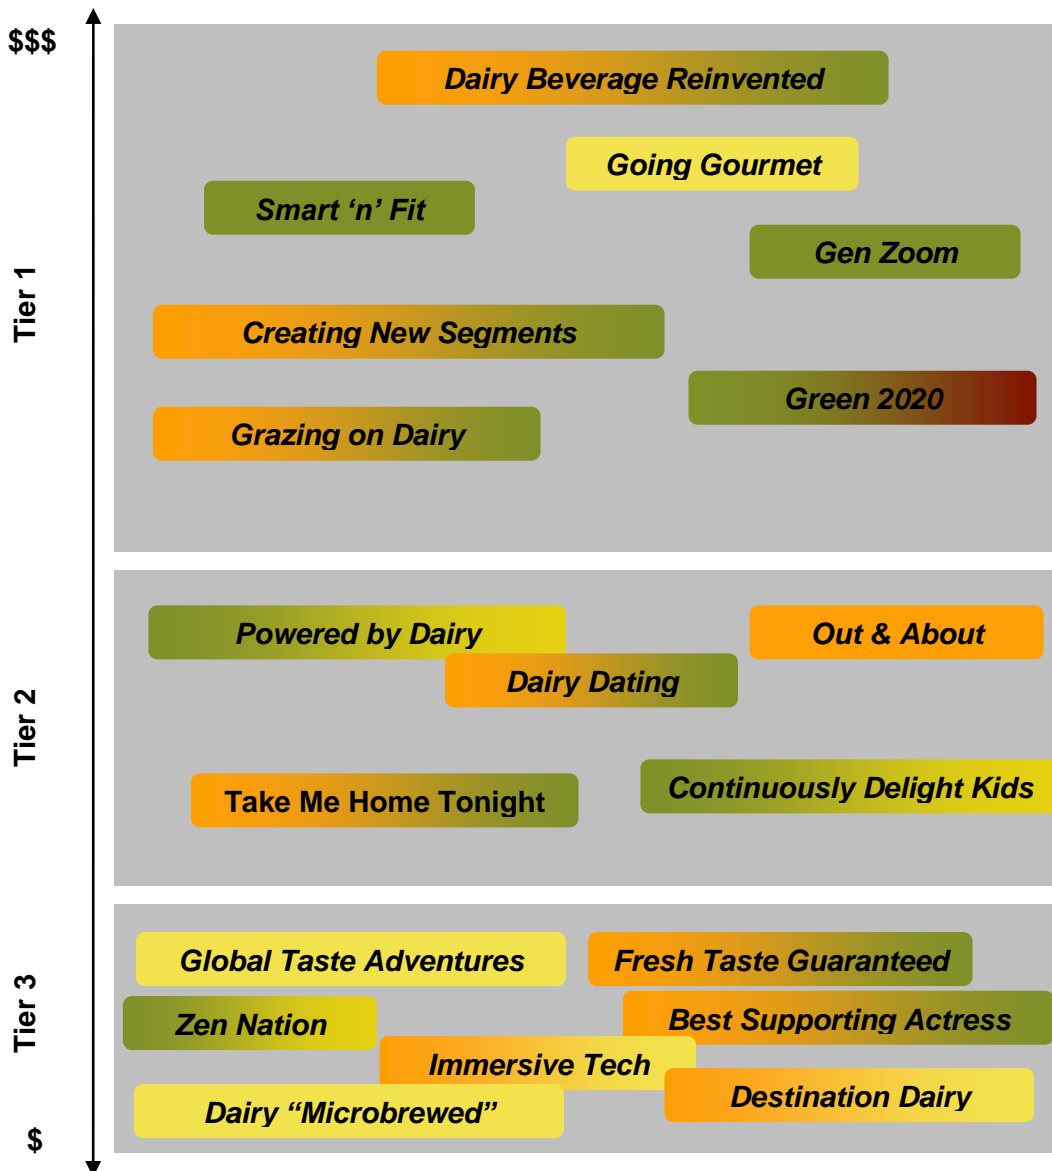 $$$
Dairy Beverage Reinvented
Going Gourmet
Smart ‘n’ Fit
Gen Zoom
Tier 1
Creating New Segments
Green 2020
Grazing on Dairy
Powered by Dairy
Out & About
Dairy Dating
Tier 2
Continuously Delight Kids
Take Me Home Tonight
Global Taste Adventures
Fresh Taste Guaranteed
Tier 3
Zen Nation
Best Supporting Actress
Immersive Tech
Destination Dairy
Dairy “Microbrewed”
$